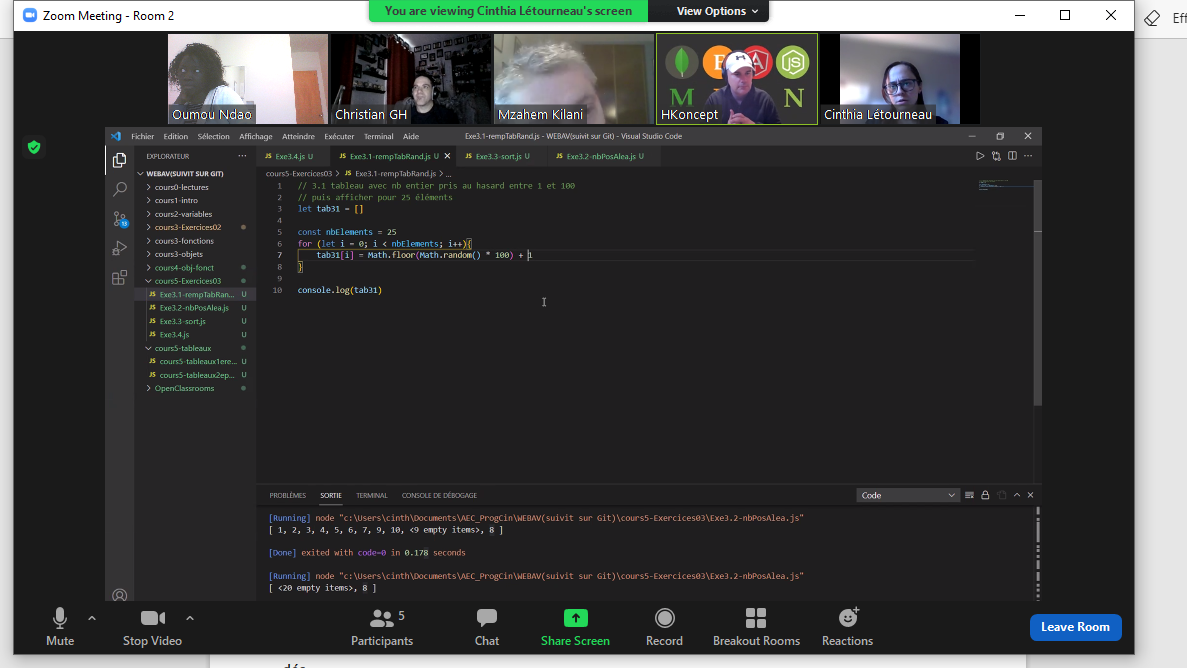 Zoom Meeting - Room 2
You are viewing Cinthia Létourneau's screen
View Options
Eff
Oumou Ndao
Christian GH
Mzahem Kilani
M N
HKoncept
Cinthia Létourneau
Fichier Edition Sélection Affichage Atteindre Exécuter Terminal Aide
Exe3.1-rempTabRand.js - WEBAV(suivit sur Git) - Visual Studio Code
EXPLORATEUR
JS Exe3.4.js U
JS Exe3.1-rempTabRand.js U
JS Exe3.3-sort.js U
JS Exe3.2-nbPosAlea.js U
WEBAV(SUIVIT SUR GIT)
cours0-lectures
cours1-intro
cours2-variables
cours3-Exercices02
cours3-fonctions
cours3-objets
cours4-obj-fonct
cours5-Exercices03
JS Exe3.1-rempTabRan... U
JS Exe3.2-nbPosAlea.js U
JS Exe3.3-sort.js U
JS Exe3.4.js U
cours5-tableaux
JS cours5-tableaux1ere... U
JS cours5-tableaux2ep... U
OpenClassrooms
cours5-Exercices03 > JS Exe3.1-rempTabRand.js > ...
1 // 3.1 tableau avec nb entier pris au hasard entre 1 et 100
2 // puis afficher pour 25 éléments
3 let tab31 = []
4
5 const nbElements = 25
6 for (let i = 0; i < nbElements; i++){
7 tab31[i] = Math.floor(Math.random() * 100) + 1
8 }
9
10 console.log(tab31)
PROBLÈMES SORTIE TERMINAL CONSOLE DE DÉBOGAGE
Code
[Running] node "c:\Users\cinth\Documents\AEC_ProgCin\WEBAV(suivit sur Git)\cours5-Exercices03\Exe3.2-nbPosAlea.js"
[ 1, 2, 3, 4, 5, 6, 7, 9, 10, <9 empty items>, 8 ]
[Done] exited with code=0 in 0.178 seconds
[Running] node "c:\Users\cinth\Documents\AEC_ProgCin\WEBAV(suivit sur Git)\cours5-Exercices03\Exe3.2-nbPosAlea.js"
[ <20 empty items>, 8 ]
Mute
Stop Video
5
Participants
Chat
Share Screen
Record
Breakout Rooms
Reactions
Leave Room